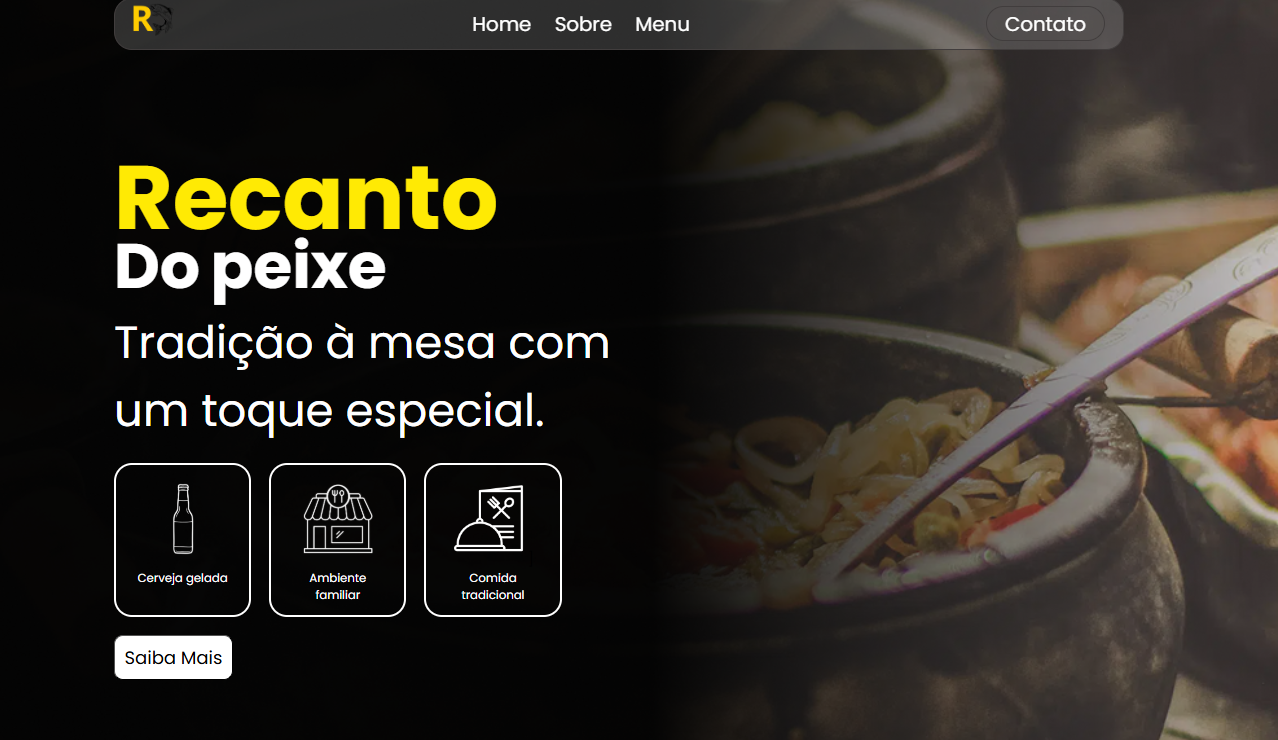 R
Home Sobre Menu Contato
Recanto
Do peixe
Tradição à mesa com
um toque especial.
Cerveja gelada
Ambiente
familiar
Comida
tradicional
Saiba Mais